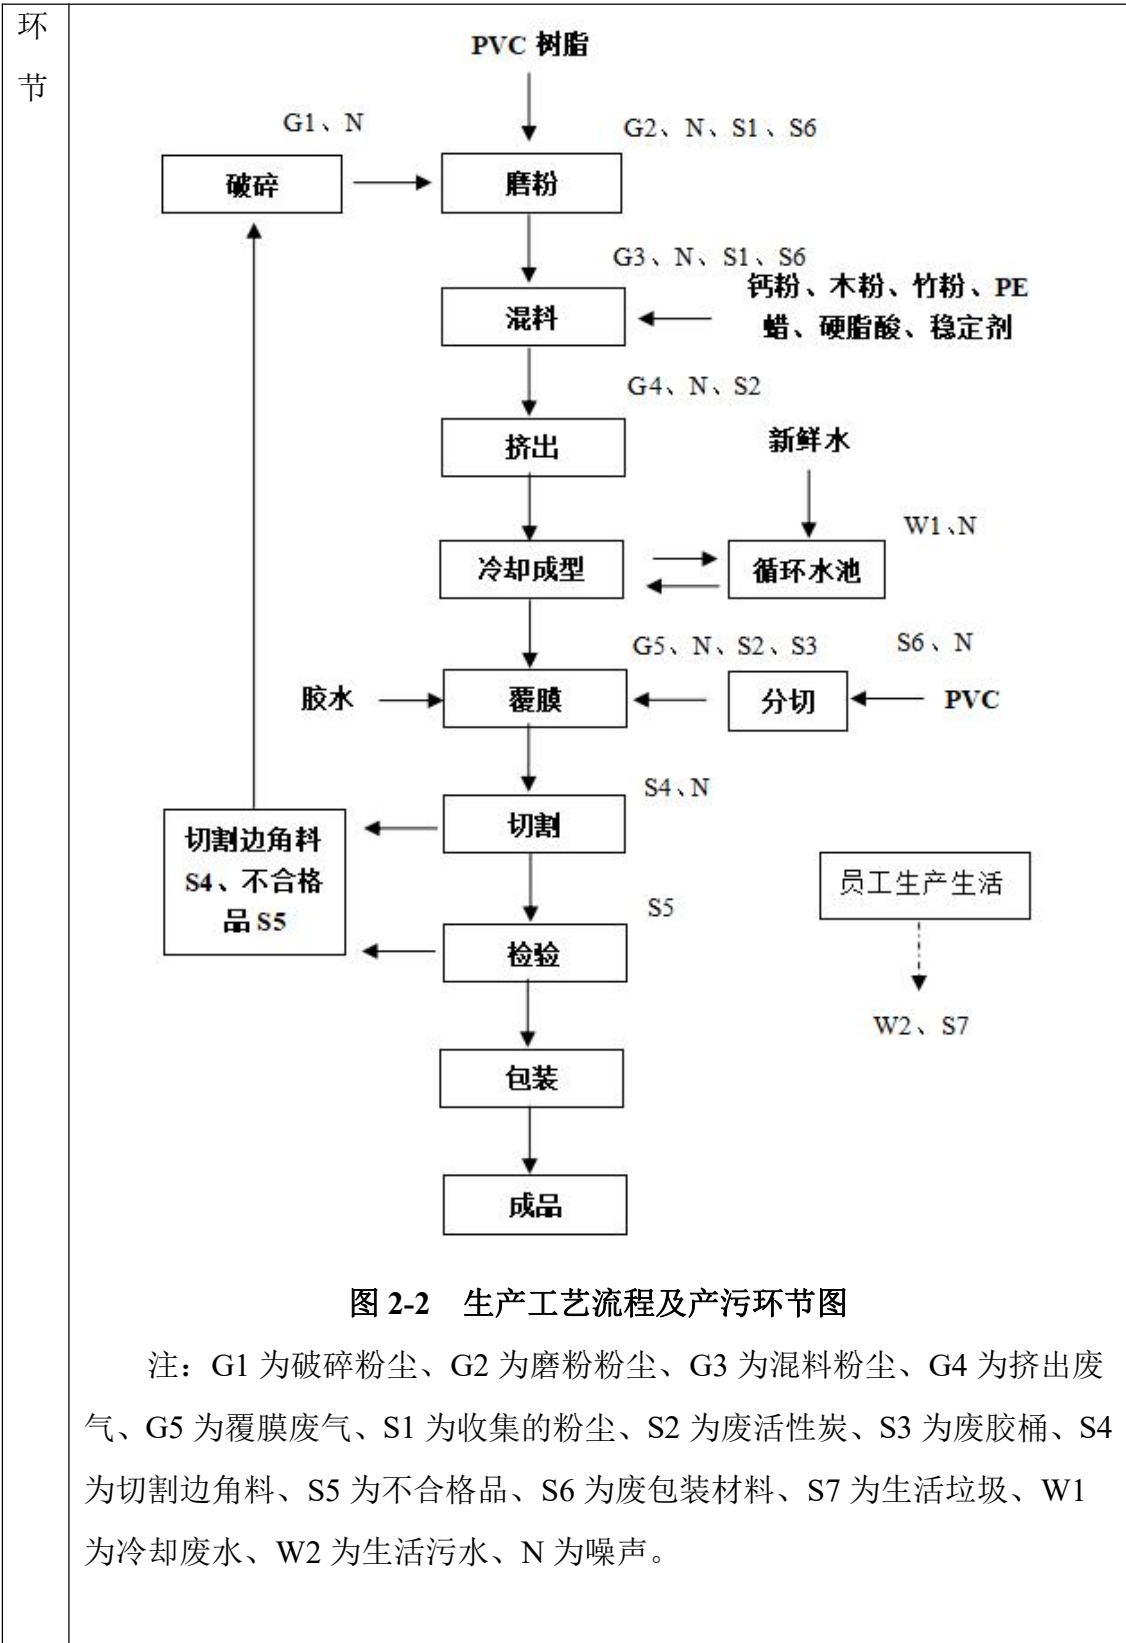 环
节
PVC 树脂
G1、N
G2、N、S1、S6
破碎
磨粉
G3、N、S1、S6
钙粉、木粉、竹粉、PE
蜡、硬脂酸、稳定剂
混料
G4、N、S2
挤出
新鲜水
W1、N
冷却成型
循环水池
G5、N、S2、S3
S6、N
胶水
覆膜
分切
PVC
S4、N
切割
切割边角料
S4、不合格
品 S5
员工生产生活
S5
检验
W2、S7
包装
成品
图 2-2 生产工艺流程及产污环节图
注：G1 为破碎粉尘、G2 为磨粉粉尘、G3 为混料粉尘、G4 为挤出废
气、G5 为覆膜废气、S1 为收集的粉尘、S2 为废活性炭、S3 为废胶桶、S4
为切割边角料、S5 为不合格品、S6 为废包装材料、S7 为生活垃圾、W1
为冷却废水、W2 为生活污水、N 为噪声。